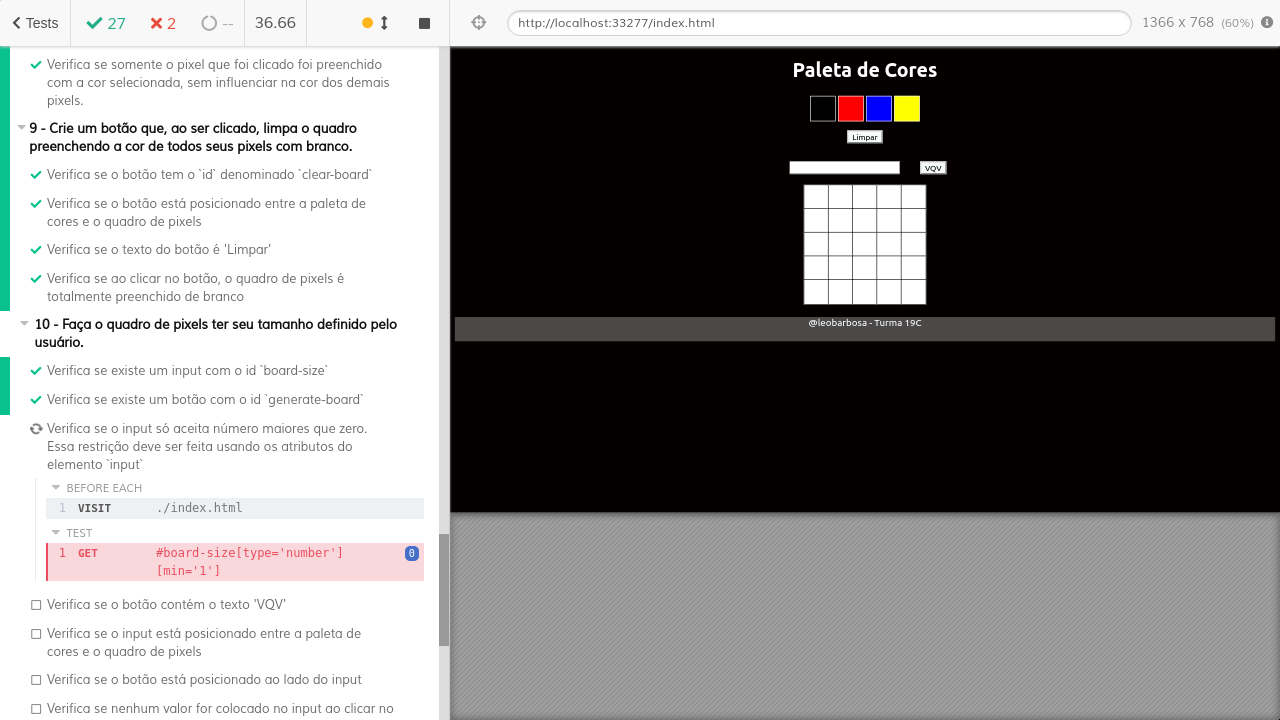 Tests
27
2
--
36.66
http://localhost:33277/index.html
1366 x 768 (60%)
Verifica se somente o pixel que foi clicado foi preenchido
com a cor selecionada, sem influenciar na cor dos demais
pixels.
9 - Crie um botão que, ao ser clicado, limpa o quadro
preenchendo a cor de todos seus pixels com branco.
Verifica se o botão tem o `id` denominado `clear-board`
Verifica se o botão está posicionado entre a paleta de
cores e o quadro de pixels
Verifica se o texto do botão é 'Limpar'
Verifica se ao clicar no botão, o quadro de pixels é
totalmente preenchido de branco
10 - Faça o quadro de pixels ter seu tamanho definido pelo
usuário.
Verifica se existe um input com o id `board-size`
Verifica se existe um botão com o id `generate-board`
Verifica se o input só aceita número maiores que zero.
Essa restrição deve ser feita usando os atributos do
elemento `input`
BEFORE EACH
1 VISIT ./index.html
TEST
1 GET #board-size[type='number'] 0
[min='1']
Verifica se o botão contém o texto 'VQV'
Verifica se o input está posicionado entre a paleta de
cores e o quadro de pixels
Verifica se o botão está posicionado ao lado do input
Verifica se nenhum valor for colocado no input ao clicar no
Paleta de Cores
Limpar
VQV
@leobarbosa - Turma 19C